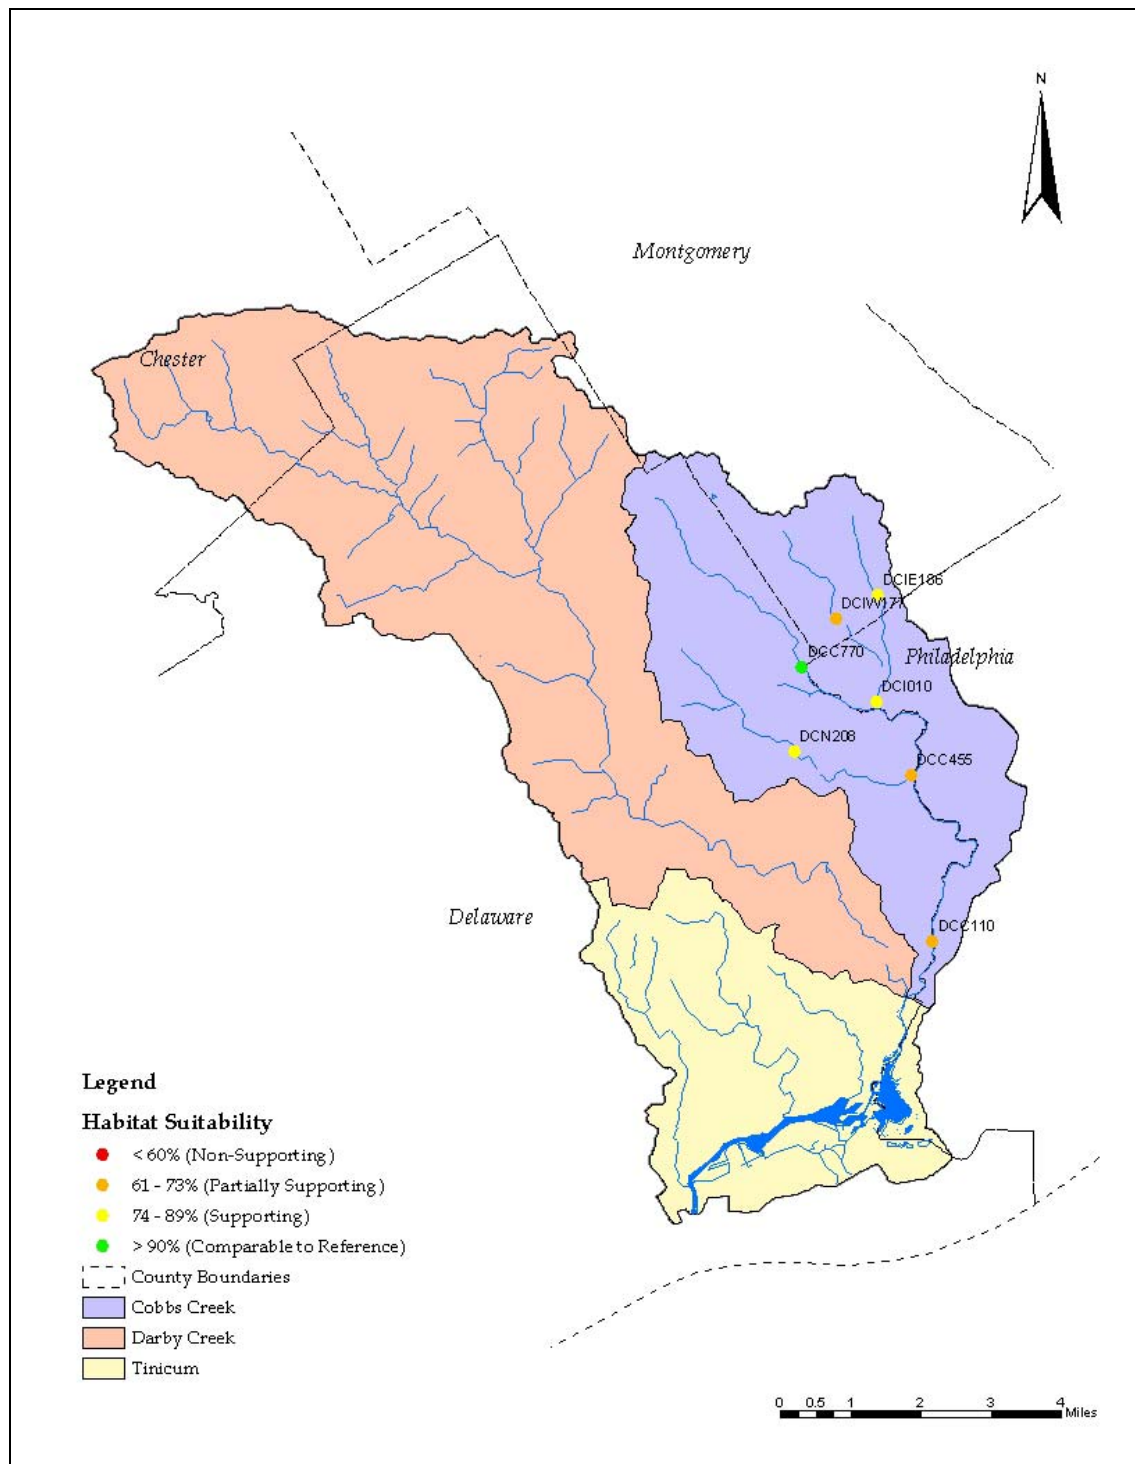 N
Montgomery
Chester
DCIE186
DCIW177
DCC770
Philadelphia
DCI010
DCN208
DCC455
Delaware
DCC110
Legend
Habitat Suitability
< 60% (Non-Supporting)
61 - 73% (Partially Supporting)
74 - 89% (Supporting)
> 90% (Comparable to Reference)
County Boundaries
Cobbs Creek
Darby Creek
Tinicum
0 0.5 1 2 3 4
Miles